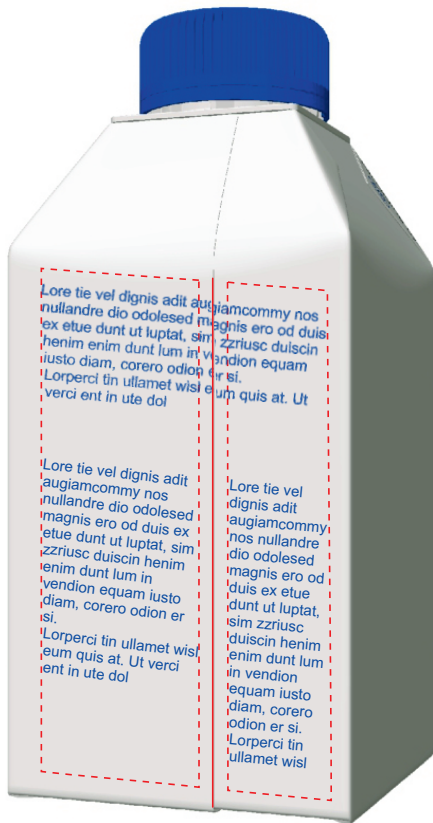 Lore tie vel dignis adit augiamcommy nos
nullandre dio odolesed magnis ero od duis
ex etue dunt ut luptat, sim zzriusc duiscin
henim enim dunt lum in vendion equam
iusto diam, corero odion er si.
Lorperci tin ullamet wisl eum quis at. Ut
verci ent in ute dol
Lore tie vel dignis adit
augiamcommy nos
nullandre dio odolesed
magnis ero od duis ex
etue dunt ut luptat, sim
zzriusc duiscin henim
enim dunt lum in
vendion equam iusto
diam, corero odion er
si.
Lorperci tin ullamet wisl
eum quis at. Ut verci
ent in ute dol
Lore tie vel
dignis adit
augiamcommy
nos nullandre
dio odolesed
magnis ero od
duis ex etue
dunt ut luptat,
sim zzriusc
duiscin henim
enim dunt lum
in vendion
equam iusto
diam, corero
odion er si.
Lorperci tin
ullamet wisl